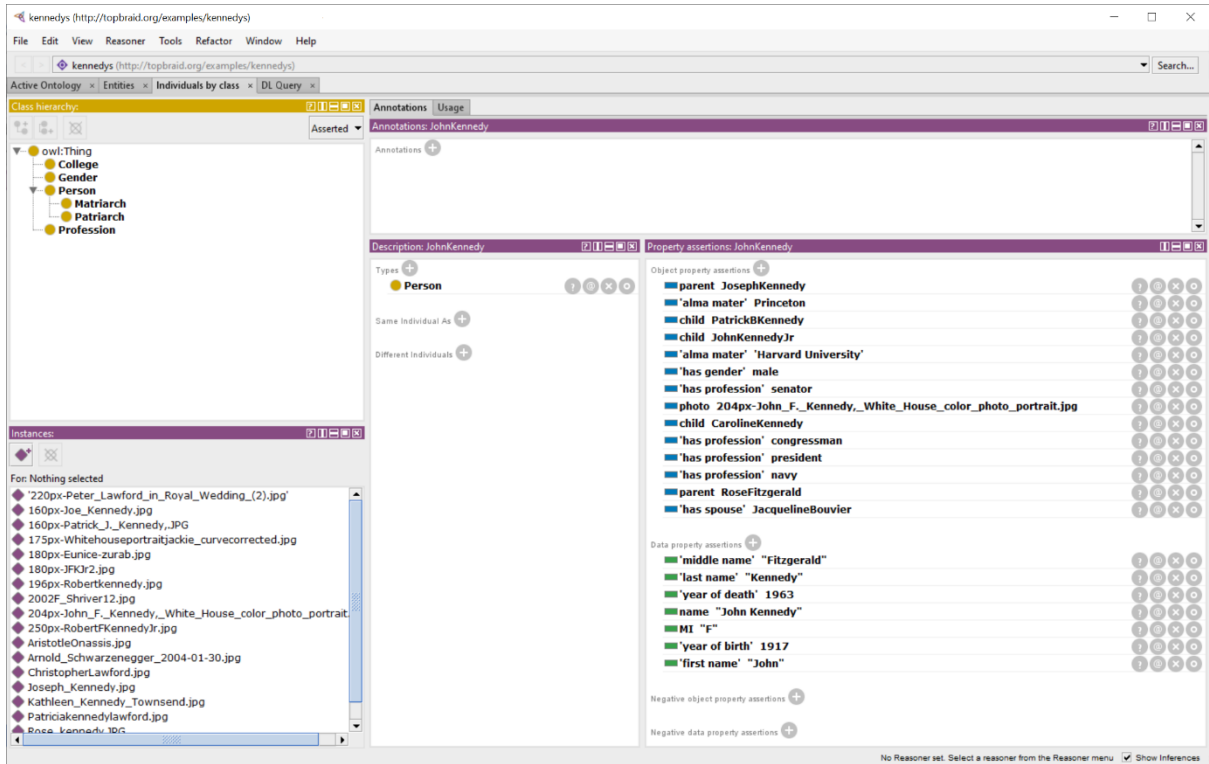 kennedys (http://topbraid.org/examples/kennedys)
File Edit View Reasoner Tools Refactor Window Help
kennedys (http://topbraid.org/examples/kennedys)
Search...
Active Ontology × Entities × Individuals by class × DL Query ×
Class hierarchy:
Asserted
owl:Thing
College
Gender
Person
Matriarch
Patriarch
Profession
Instances:
For: Nothing selected
'220px-Peter_Lawford_in_Royal_Wedding_(2).jpg'
160px-Joe_Kennedy.jpg
160px-Patrick_J._Kennedy,.JPG
175px-Whitehouseportraitjackie_curvecorrected.jpg
180px-Eunice-zurab.jpg
180px-JFKJr2.jpg
196px-Robertkennedy.jpg
2002F_Shriver12.jpg
204px-John_F._Kennedy,_White_House_color_photo_portrait.
250px-RobertFKennedyJr.jpg
AristotleOnassis.jpg
Arnold_Schwarzenegger_2004-01-30.jpg
ChristopherLawford.jpg
Joseph_Kennedy.jpg
Kathleen_Kennedy_Townsend.jpg
Patriciakennedylawford.jpg
Rose_kennedy.JPG
Annotations Usage
Annotations: JohnKennedy
Annotations
Description: JohnKennedy
Types
Person
Same Individual As
Different Individuals
Property assertions: JohnKennedy
Object property assertions
parent JosephKennedy
'alma mater' Princeton
child PatrickBKennedy
child JohnKennedyJr
'alma mater' 'Harvard University'
'has gender' male
'has profession' senator
photo 204px-John_F._Kennedy,_White_House_color_photo_portrait.jpg
child CarolineKennedy
'has profession' congressman
'has profession' president
'has profession' navy
parent RoseFitzgerald
'has spouse' JacquelineBouvier
Data property assertions
'middle name' "Fitzgerald"
'last name' "Kennedy"
'year of death' 1963
name "John Kennedy"
MI "F"
'year of birth' 1917
'first name' "John"
Negative object property assertions
Negative data property assertions
No Reasoner set. Select a reasoner from the Reasoner menu Show Inferences